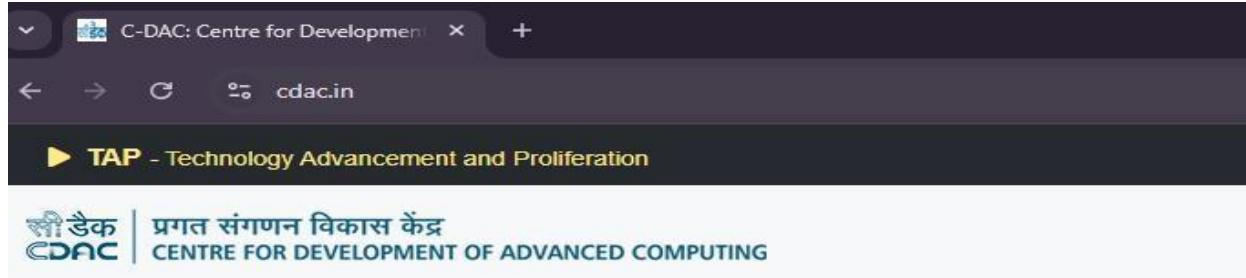 C-DAC: Centre for Developmen
cdac.in
TAP - Technology Advancement and Proliferation
सी डैक
CDAC
प्रगत संगणन विकास केंद्र
CENTRE FOR DEVELOPMENT OF ADVANCED COMPUTING